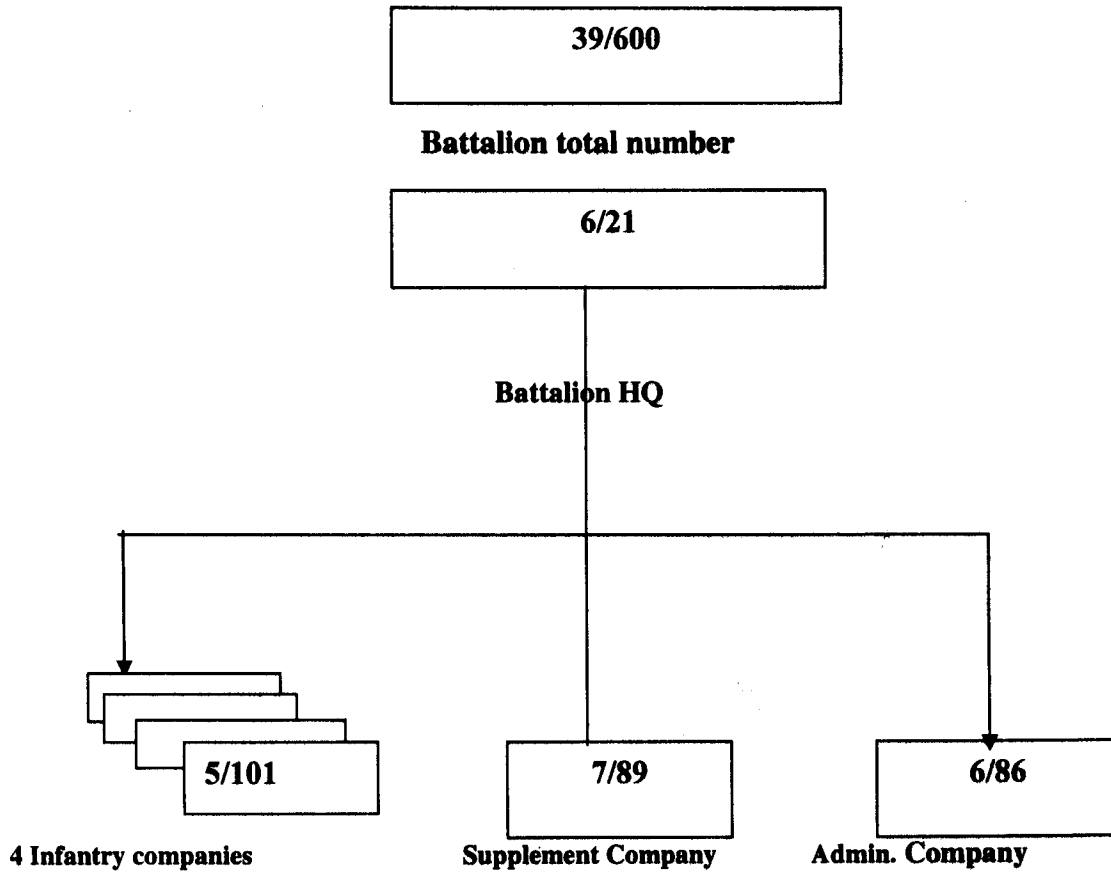 39/600
Battalion total number
6/21
Battalion HQ
5/101
7/89
6/86
4 Infantry companies
Supplement Company
Admin. Company